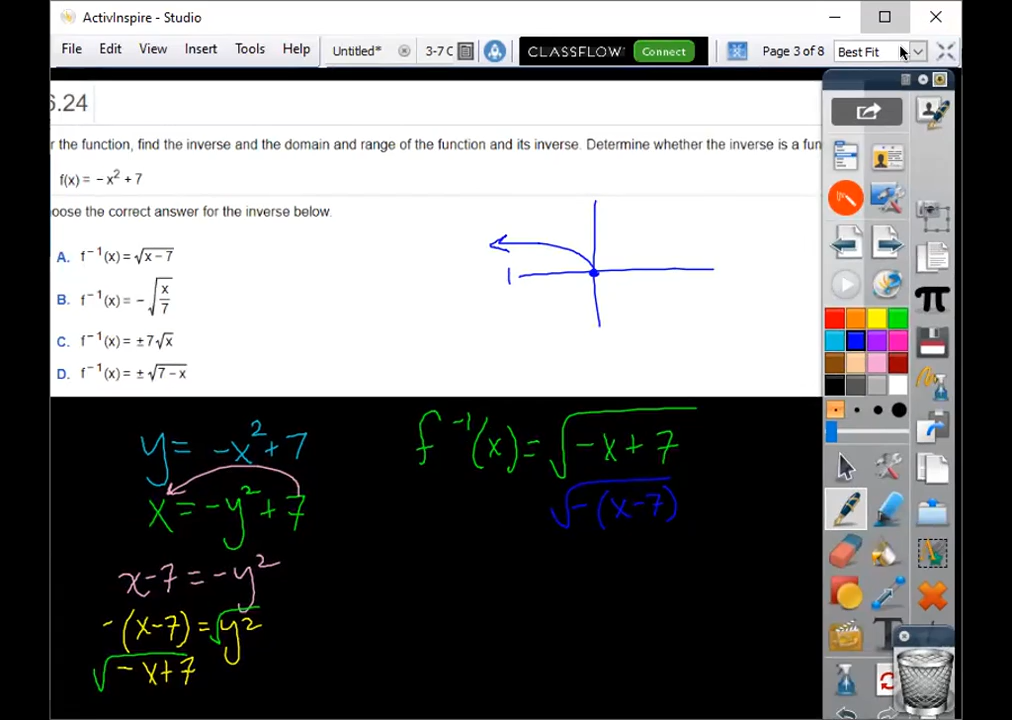 ActivInspire - Studio
File Edit View Insert Tools Help Untitled* 3-7 C CLASSFLOW Connect Page 3 of 8 Best Fit
6.24
r the function, find the inverse and the domain and range of the function and its inverse. Determine whether the inverse is a fun
f(x) = -x² + 7
oose the correct answer for the inverse below.
A. f⁻¹(x) = √(x-7)
B. f⁻¹(x) = -√(x/7)
C. f⁻¹(x) = ±7√x
D. f⁻¹(x) = ±√(7-x)
y = -x² + 7
x = -y² + 7
x-7 = -y²
-(x-7) = √y²
√-x+7
f⁻¹(x) = √-x+7
√-(x-7)
π
T